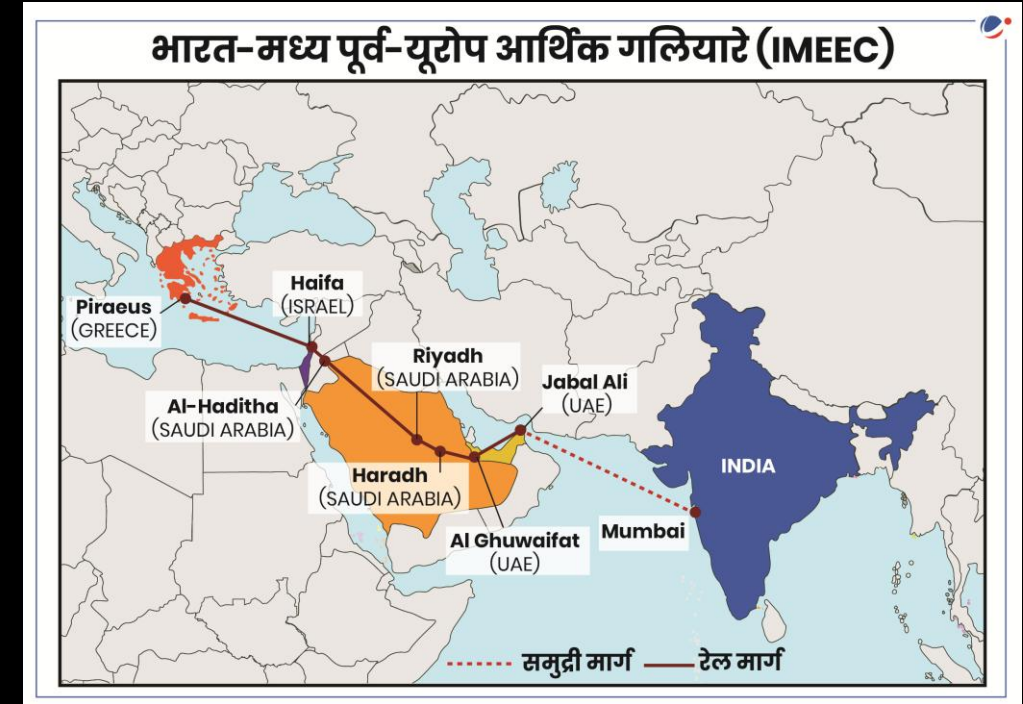 भारत-मध्य पूर्व-यूरोप आर्थिक गलियारे (IMEEC)
Haifa
(ISRAEL)
Piraeus
(GREECE)
Riyadh
(SAUDI ARABIA)
Jabal Ali
(UAE)
Al-Haditha
(SAUDI ARABIA)
INDIA
Haradh
(SAUDI ARABIA)
Al Ghuwaifat
(UAE)
Mumbai
समुद्री मार्ग
रेल मार्ग